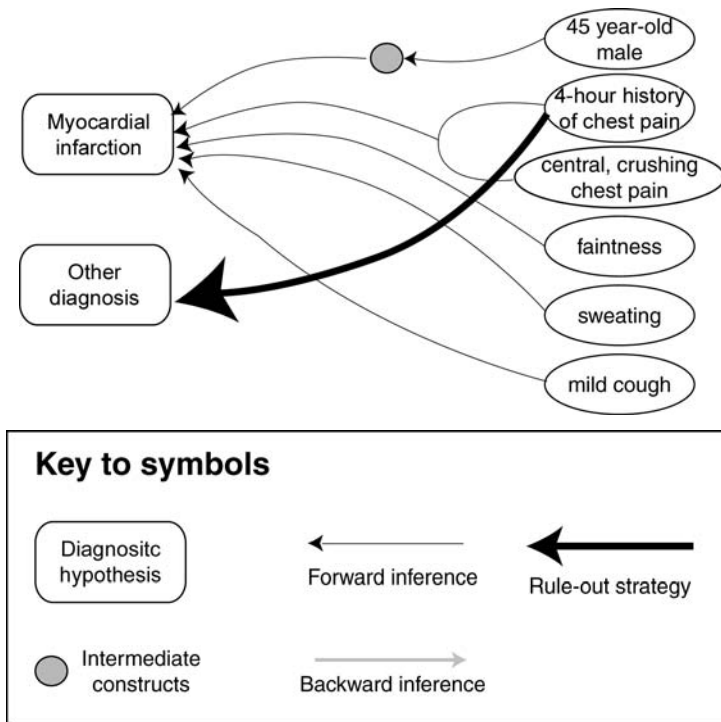 45 year-old
male
4-hour history
of chest pain
Myocardial
infarction
central, crushing
chest pain
faintness
Other
diagnosis
sweating
mild cough
Key to symbols
Diagnositc
hypothesis
Forward inference
Rule-out strategy
Intermediate
constructs
Backward inference